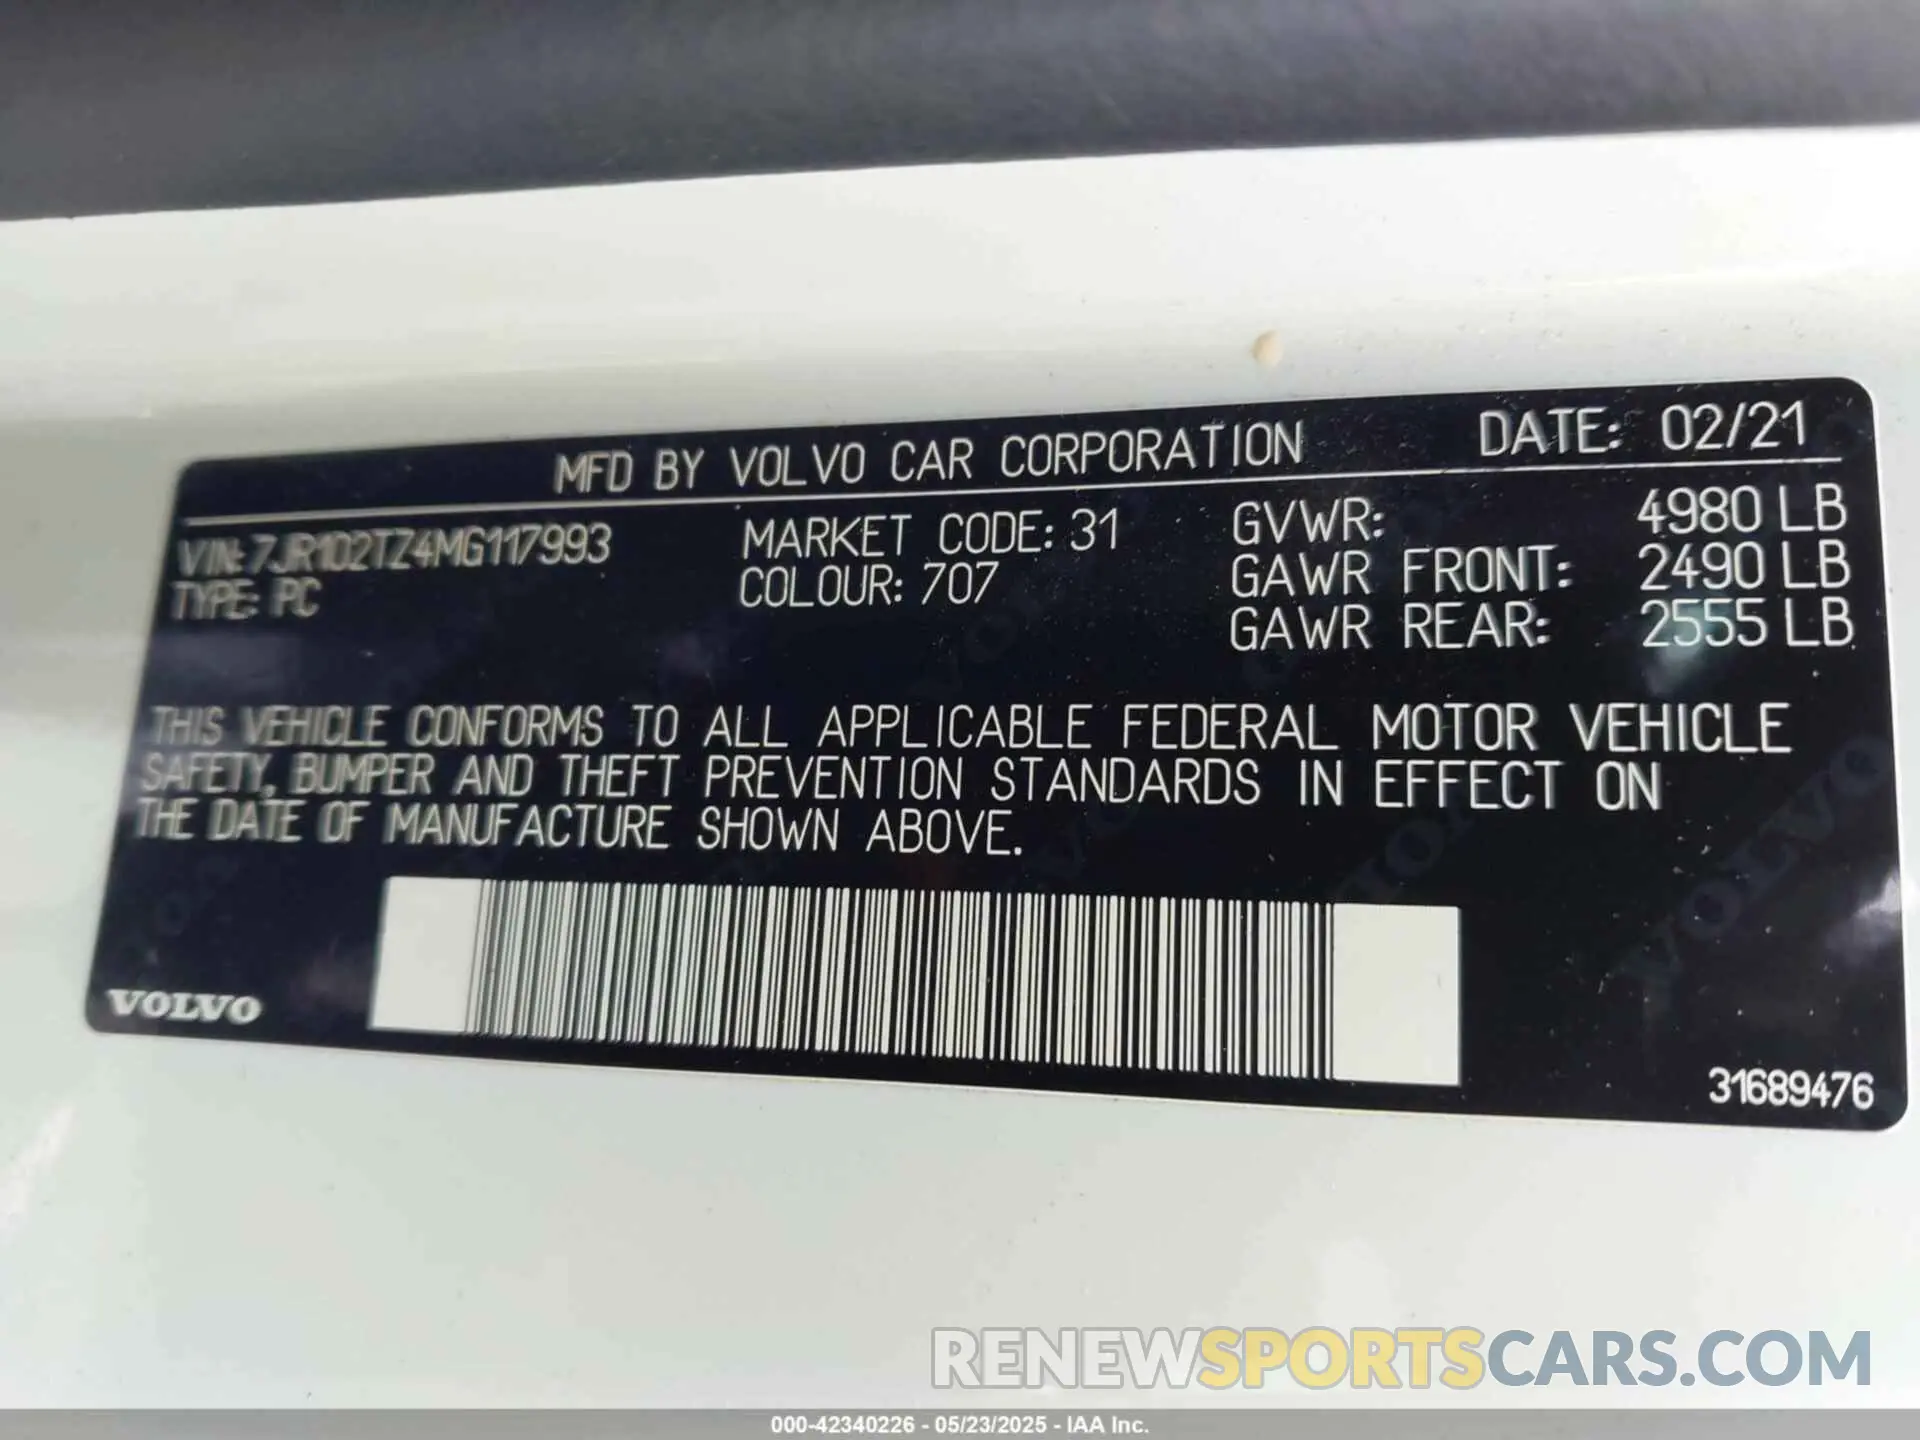 MFD BY VOLVO CAR CORPORATION DATE: 02/21
VIN: 7JR102TZ4MG117993 MARKET CODE: 31 GVWR: 4980 LB
TYPE: PC COLOUR: 707 GAWR FRONT: 2490 LB
GAWR REAR: 2555 LB
THIS VEHICLE CONFORMS TO ALL APPLICABLE FEDERAL MOTOR VEHICLE
SAFETY, BUMPER AND THEFT PREVENTION STANDARDS IN EFFECT ON
THE DATE OF MANUFACTURE SHOWN ABOVE.
VOLVO
31689476
RENEWSPORTSCARS.COM
000-42340226 - 05/23/2025 - IAA Inc.